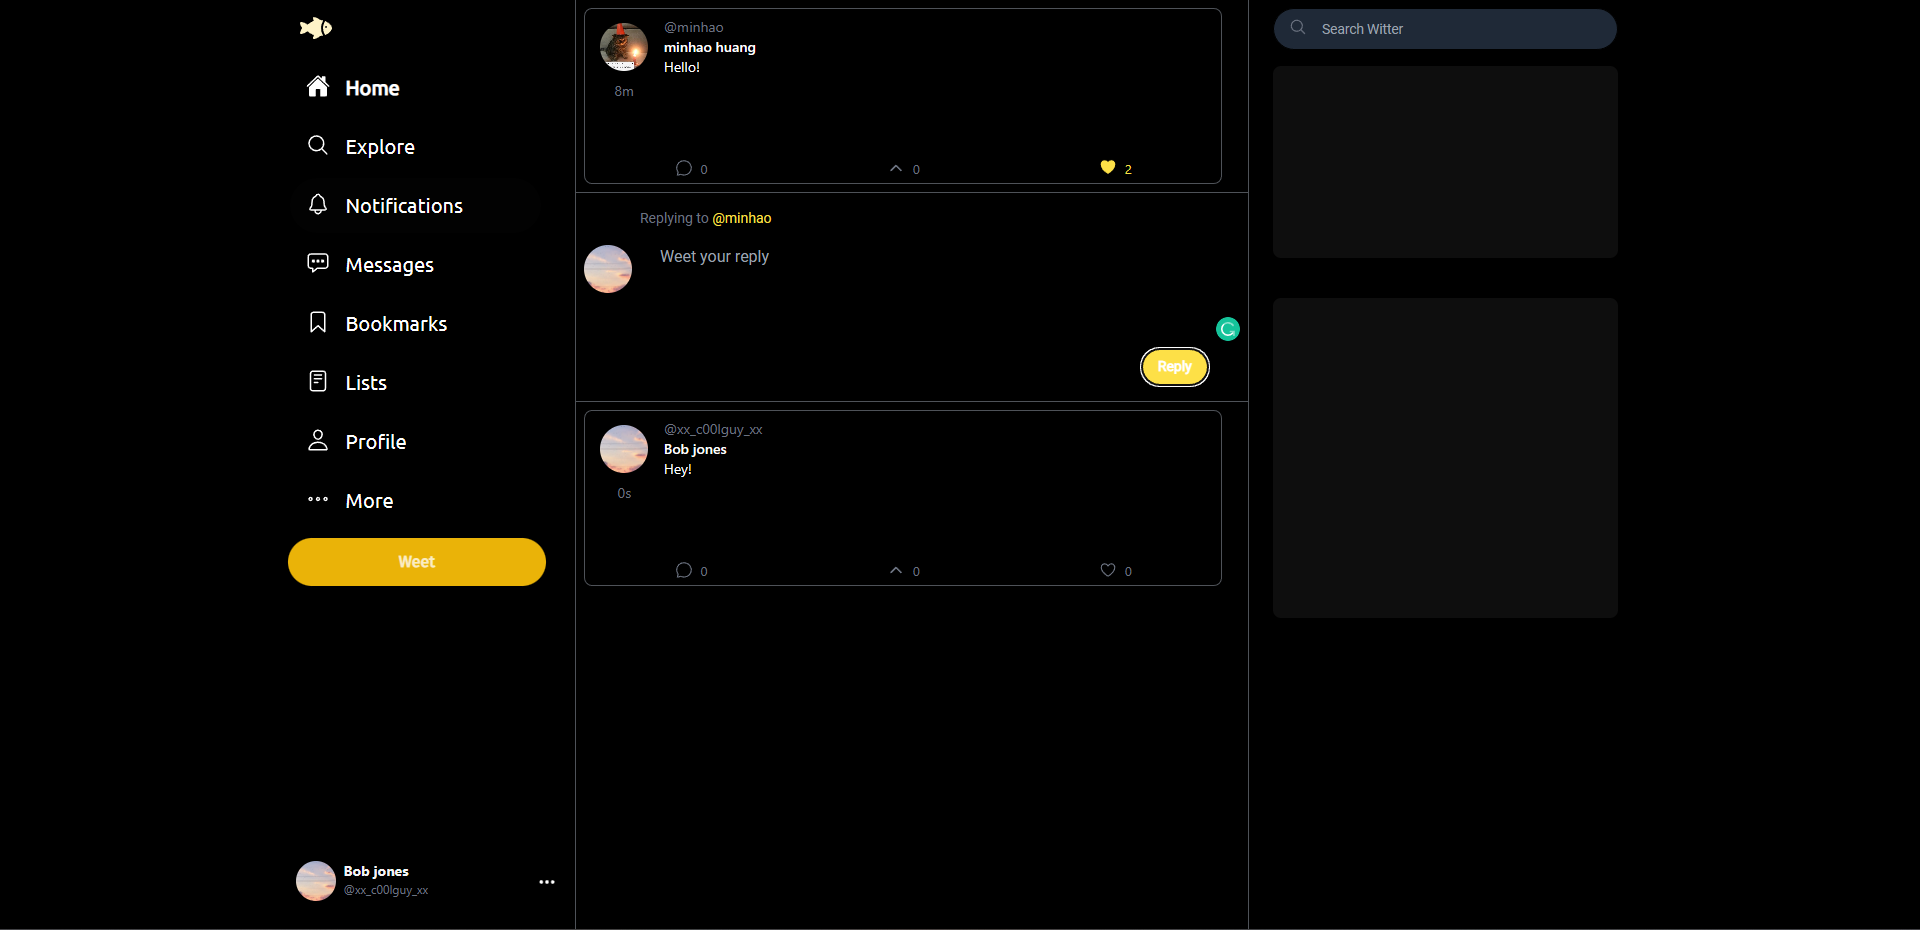 Home
Explore
Notifications
Messages
Bookmarks
Lists
Profile
More
Weet
Bob jones
@xx_c00lguy_xx
@minhao
minhao huang
Hello!
8m
0
0
2
Replying to @minhao
Weet your reply
Reply
@xx_c00lguy_xx
Bob jones
Hey!
0s
0
0
0
Search Witter